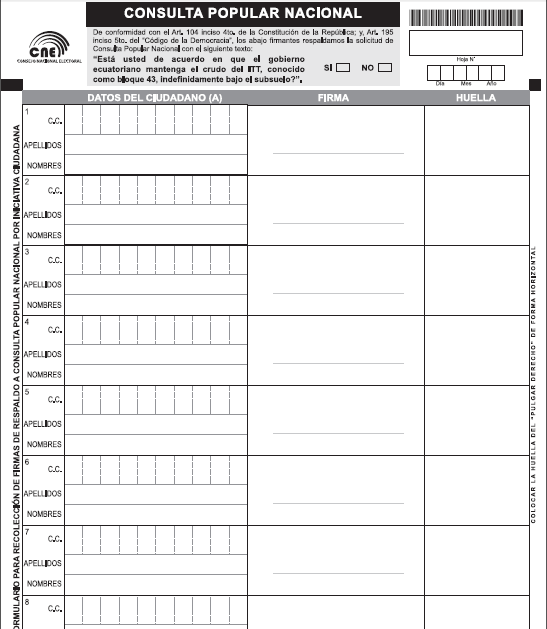 CONSULTA POPULAR NACIONAL
CNE
CONSEJO NACIONAL ELECTORAL
De conformidad con el Art. 104 inciso 4to. de la Constitución de la República; y, Art. 195
inciso 5to. del "Código de la Democracia", los abajo firmantes respaldamos la solicitud de
Consulta Popular Nacional con el siguiente texto:
"Está usted de acuerdo en que el gobierno
ecuatoriano mantenga el crudo del ITT, conocido
como bloque 43, indefinidamente bajo el subsuelo?".
SI
NO
Hoja N°
Día Mes Año
DATOS DEL CIUDADANO (A) FIRMA HUELLA
1
C.C.
APELLIDOS
NOMBRES
2
C.C.
APELLIDOS
NOMBRES
3
C.C.
APELLIDOS
NOMBRES
4
C.C.
APELLIDOS
NOMBRES
5
C.C.
APELLIDOS
NOMBRES
6
C.C.
APELLIDOS
NOMBRES
7
C.C.
APELLIDOS
NOMBRES
8
C.C.
ORMULARIO PARA RECOLECCIÓN DE FIRMAS DE RESPALDO A CONSULTA POPULAR NACIONAL POR INICIATIVA CIUDADANA
COLOCAR LA HUELLA DEL "PULGAR DERECHO" DE FORMA HORIZONTAL